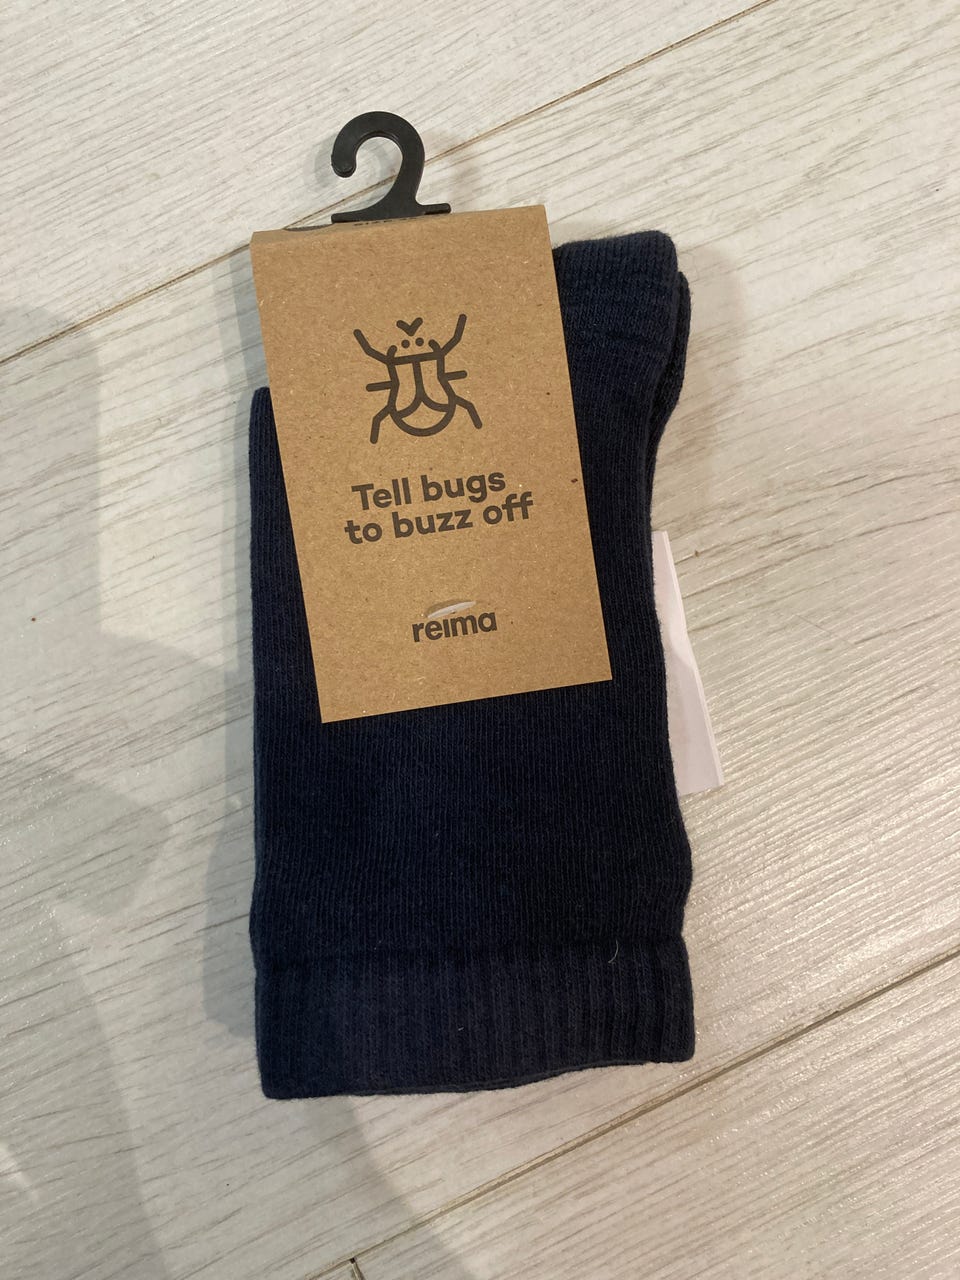 Tell bugs
to buzz off
reima